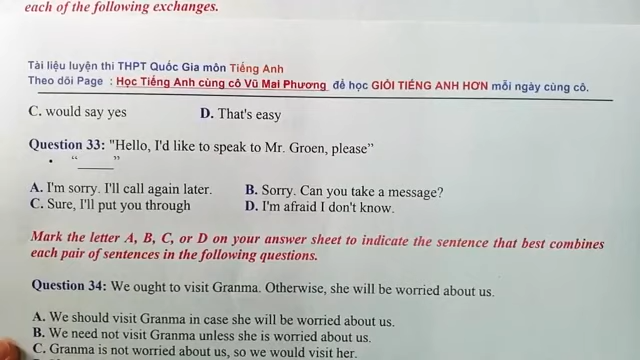 each of the following exchanges.
Tài liệu luyện thi THPT Quốc Gia môn Tiếng Anh
Theo dõi Page : Học Tiếng Anh cùng cô Vũ Mai Phương để học GIỎI TIẾNG ANH HƠN mỗi ngày cùng cô.
C. would say yes D. That's easy
Question 33: "Hello, I'd like to speak to Mr. Groen, please”
• “______”
A. I'm sorry. I'll call again later. B. Sorry. Can you take a message?
C. Sure, I'll put you through D. I'm afraid I don't know.
Mark the letter A, B, C, or D on your answer sheet to indicate the sentence that best combines
each pair of sentences in the following questions.
Question 34: We ought to visit Granma. Otherwise, she will be worried about us.
A. We should visit Granma in case she will be worried about us.
B. We need not visit Granma unless she is worried about us.
C. Granma is not worried about us, so we would visit her.